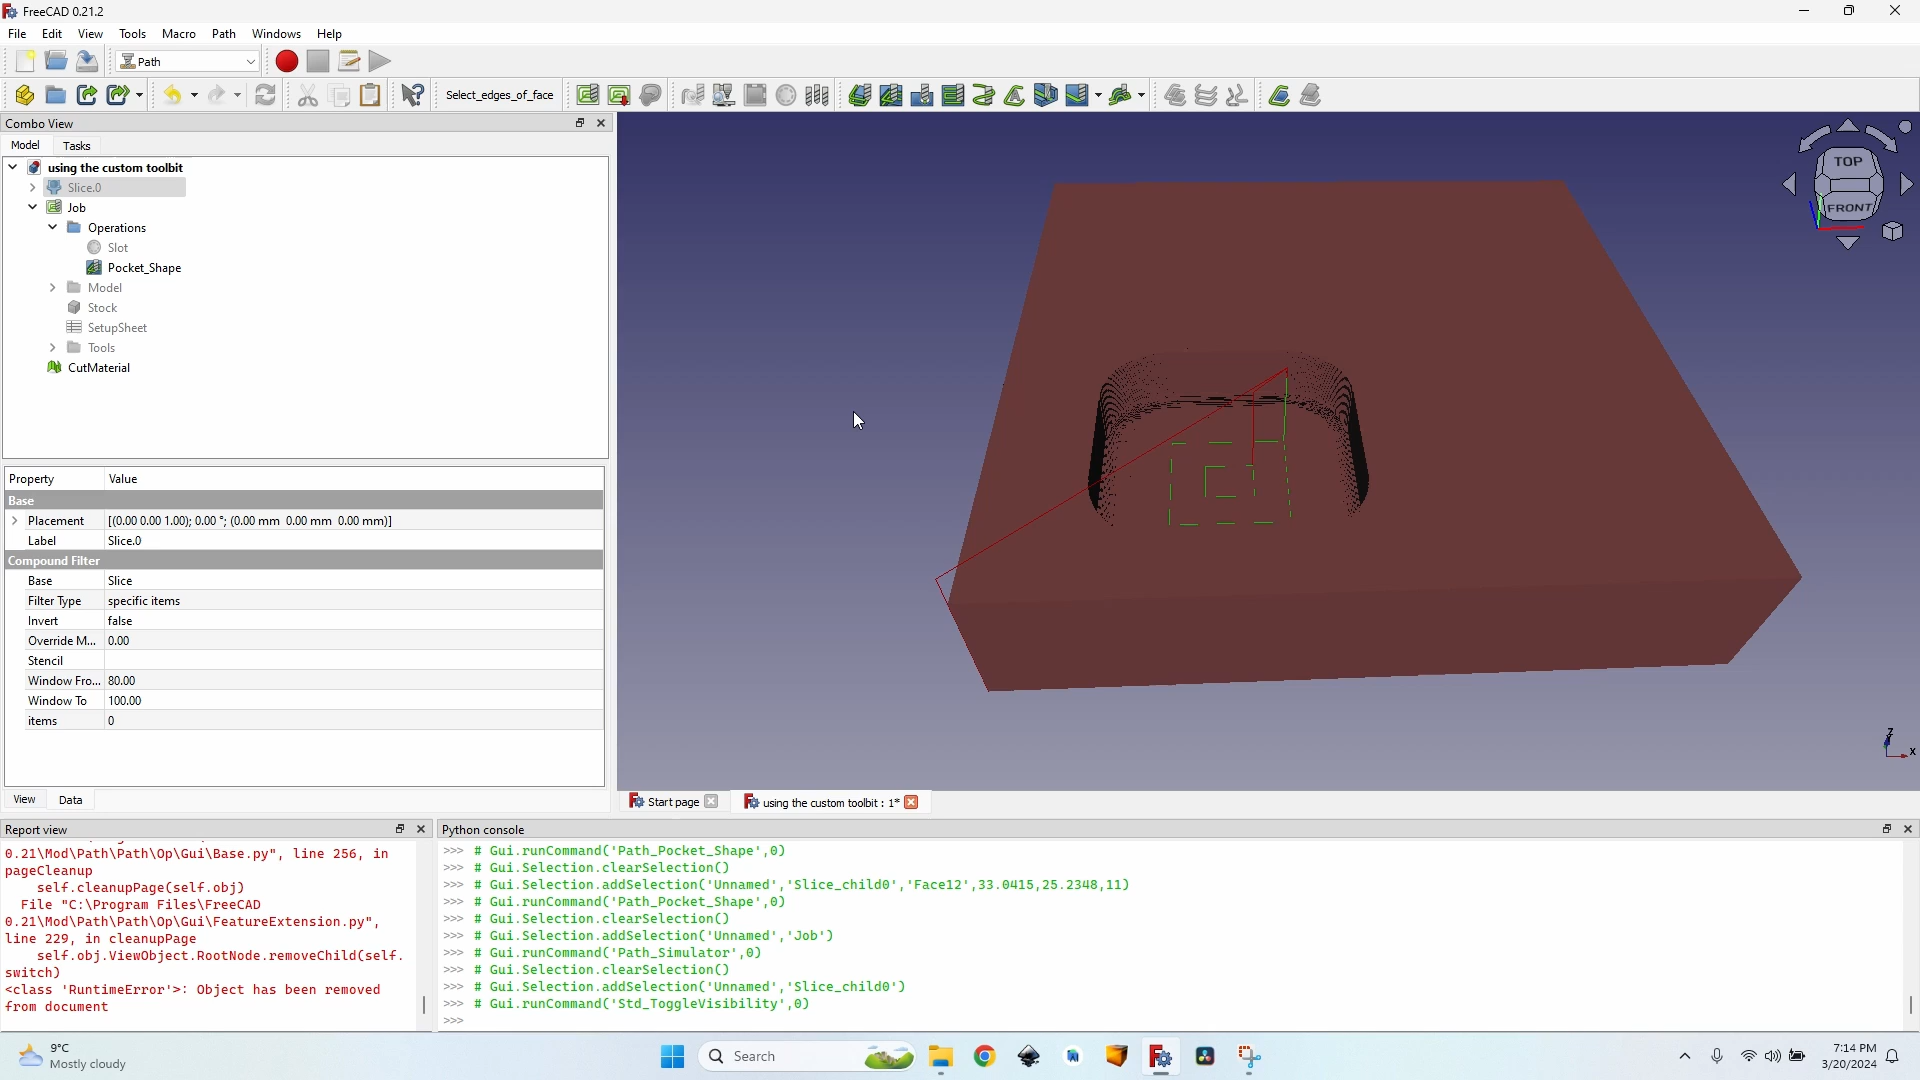 FreeCAD 0.21.2
File Edit View Tools Macro Path Windows Help
Path
Select_edges_of_face
Combo View
Model Tasks
using the custom toolbit
Slice.0
Job
Operations
Slot
Pocket_Shape
Model
Stock
SetupSheet
Tools
CutMaterial
TOP
FRONT
Z
X
Property Value
Base
Placement [(0.00 0.00 1.00); 0.00 °; (0.00 mm 0.00 mm 0.00 mm)]
Label Slice.0
Compound Filter
Base Slice
Filter Type specific items
Invert false
Override M... 0.00
Stencil
Window Fro... 80.00
Window To 100.00
items 0
View Data
Start page using the custom toolbit : 1*
Report view
0.21\Mod\Path\Path\Op\Gui\Base.py", line 256, in
pageCleanup
self.cleanupPage(self.obj)
File "C:\Program Files\FreeCAD
0.21\Mod\Path\Path\Op\Gui\FeatureExtension.py",
line 229, in cleanupPage
self.obj.ViewObject.RootNode.removeChild(self.
switch)
<class 'RuntimeError'>: Object has been removed
from document
Python console
>>> # Gui.runCommand('Path_Pocket_Shape',0)
>>> # Gui.Selection.clearSelection()
>>> # Gui.Selection.addSelection('Unnamed','Slice_child0','Face12',33.0415,25.2348,11)
>>> # Gui.runCommand('Path_Pocket_Shape',0)
>>> # Gui.Selection.clearSelection()
>>> # Gui.Selection.addSelection('Unnamed','Job')
>>> # Gui.runCommand('Path_Simulator',0)
>>> # Gui.Selection.clearSelection()
>>> # Gui.Selection.addSelection('Unnamed','Slice_child0')
>>> # Gui.runCommand('Std_ToggleVisibility',0)
>>>
9°C
Mostly cloudy
Search
7:14 PM
3/20/2024